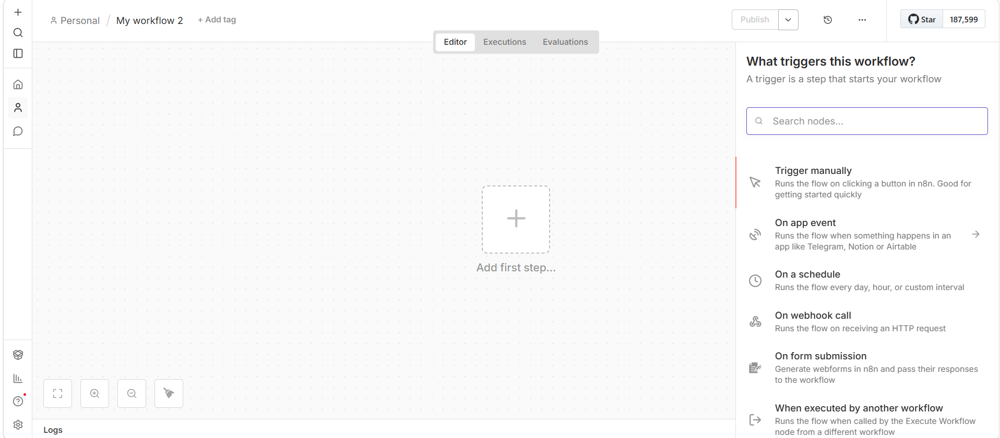 Personal / My workflow 2 + Add tag
Publish
Star 187,599
Editor Executions Evaluations
Add first step...
Logs
What triggers this workflow?
A trigger is a step that starts your workflow
Search nodes...
Trigger manually
Runs the flow on clicking a button in n8n. Good for
getting started quickly
On app event
Runs the flow when something happens in an
app like Telegram, Notion or Airtable
On a schedule
Runs the flow every day, hour, or custom interval
On webhook call
Runs the flow on receiving an HTTP request
On form submission
Generate webforms in n8n and pass their responses
to the workflow
When executed by another workflow
Runs the flow when called by the Execute Workflow
node from a different workflow